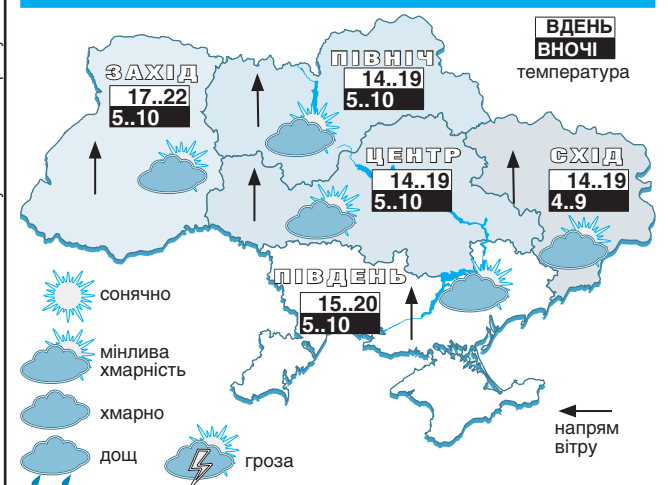 ВДЕНЬ
ВНОЧІ
температура
ПІВНІЧ
14..19
5..10
ЗАХІД
17..22
5..10
ЦЕНТР
14..19
5..10
СХІД
14..19
4..9
ПІВДЕНЬ
15..20
5..10
сонячно
мінлива
хмарність
хмарно
дощ
гроза
напрям
вітру